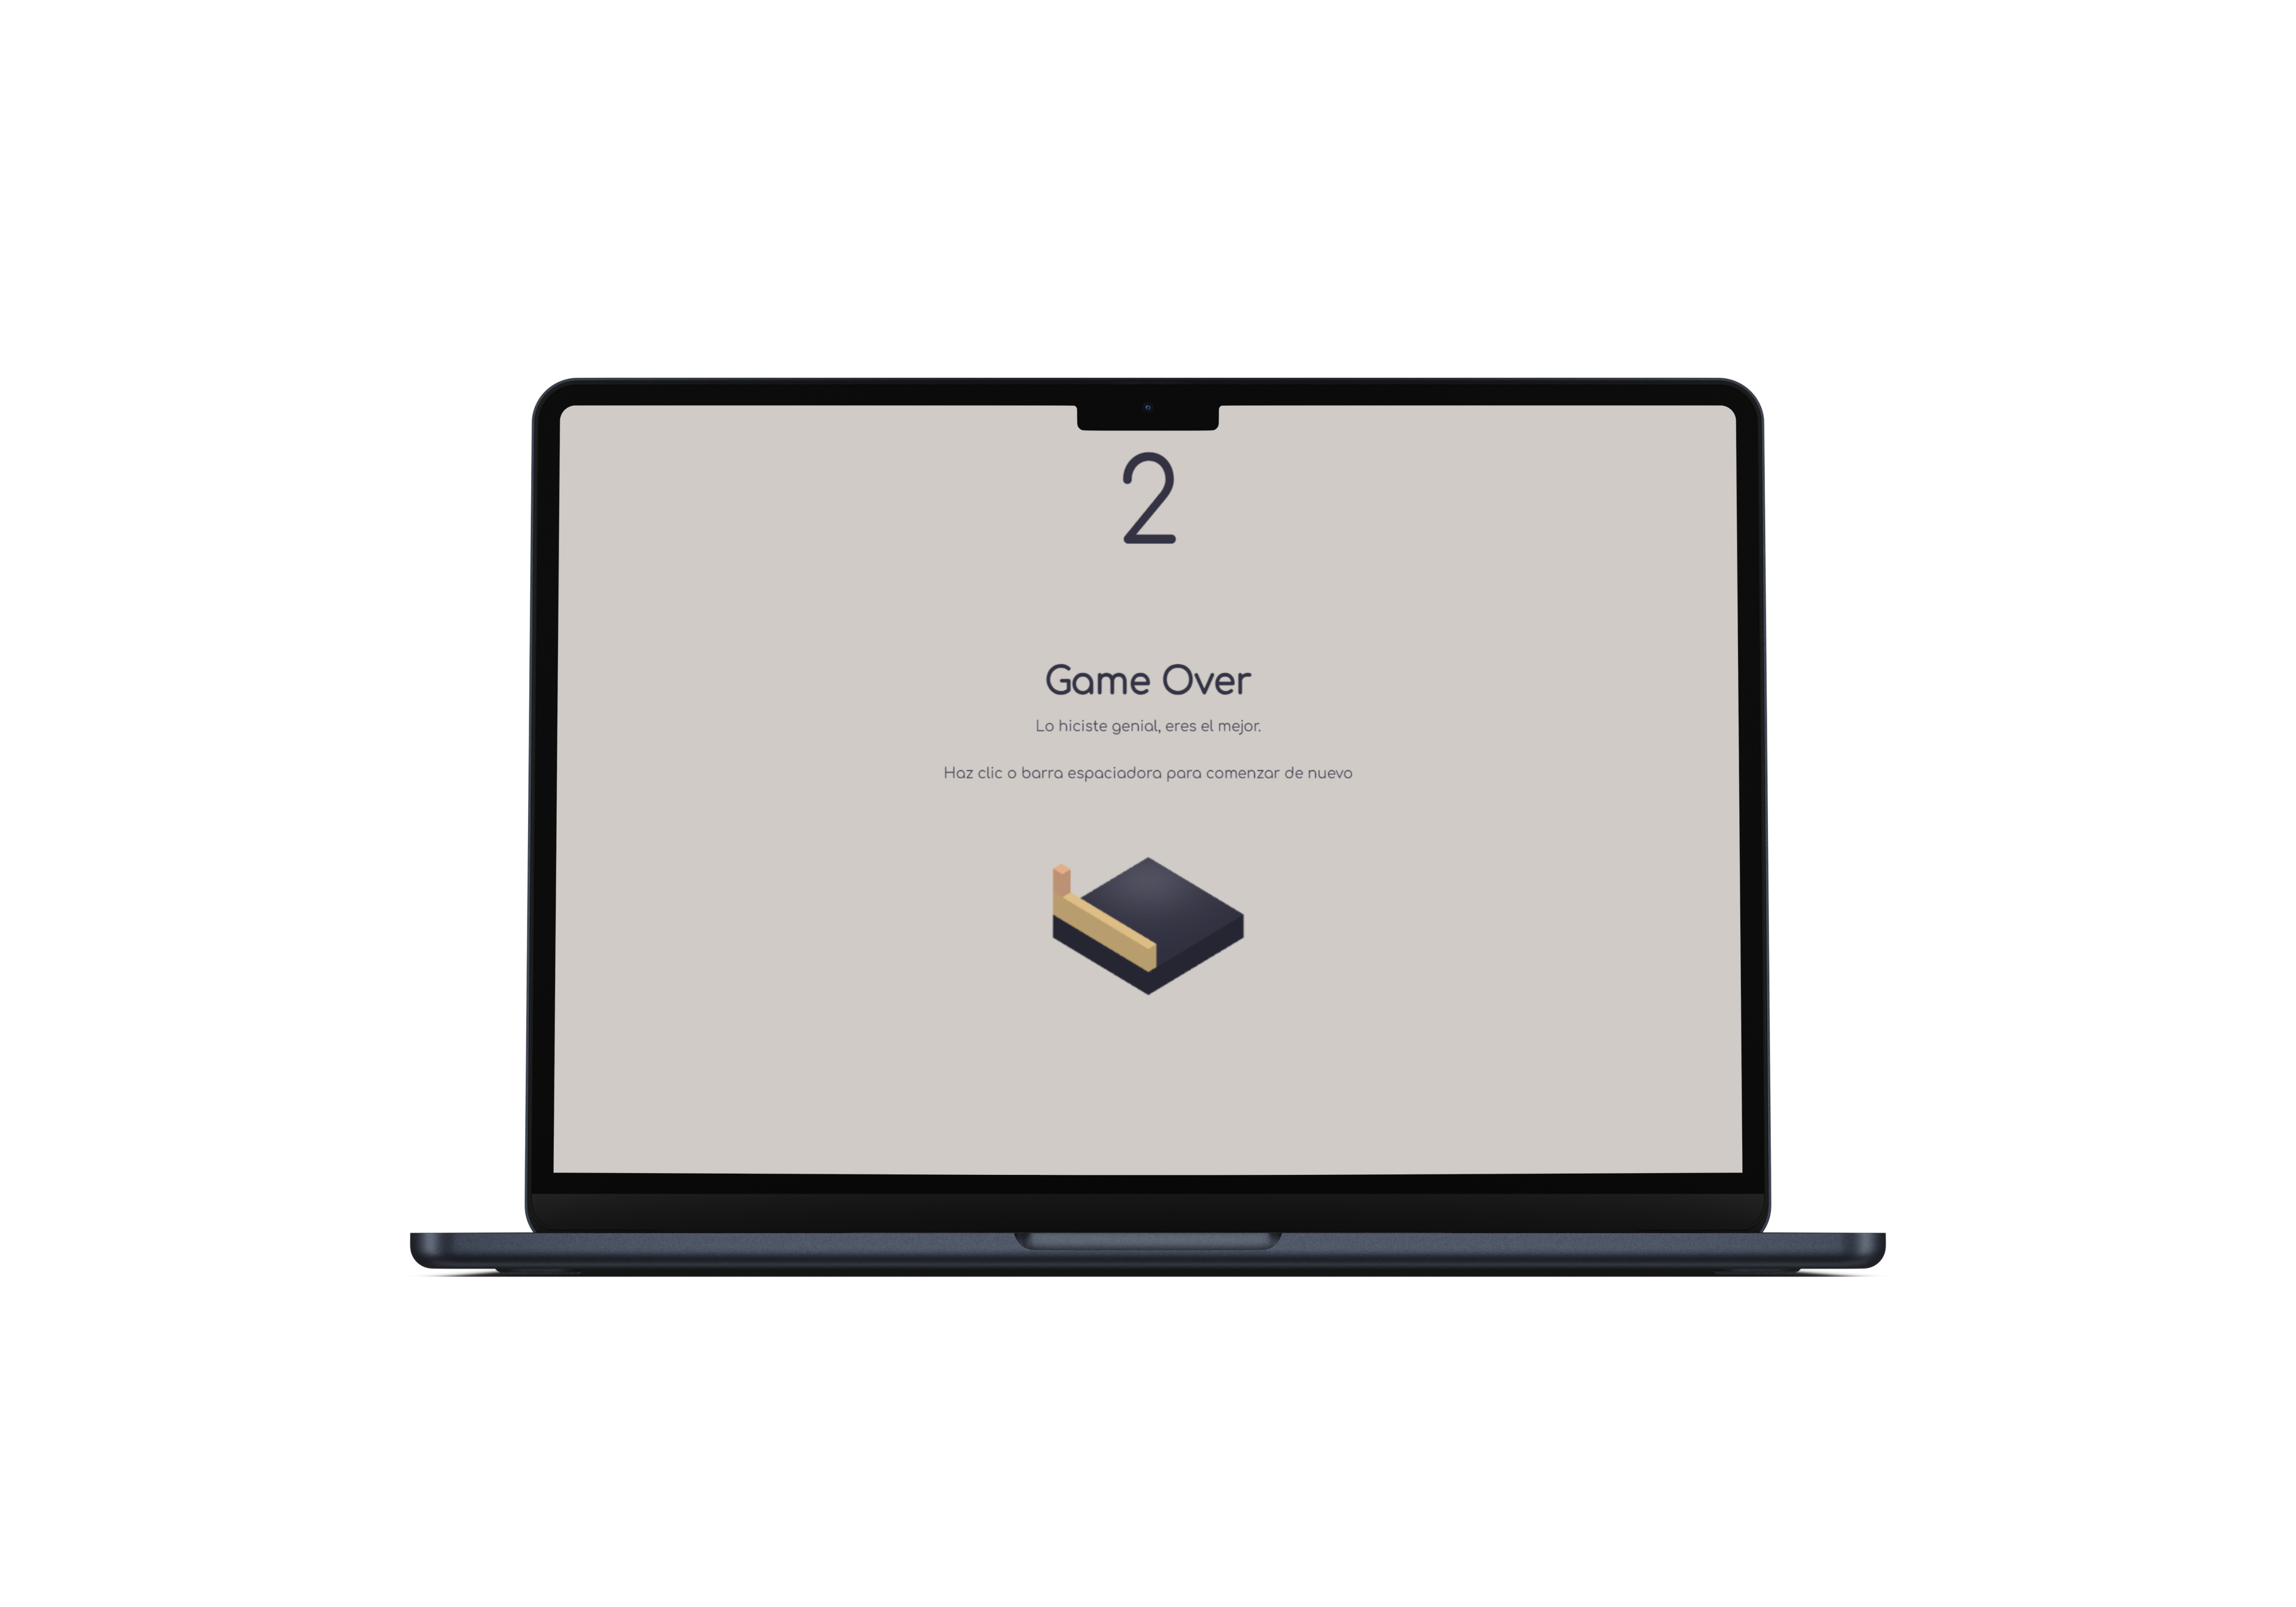 2
Game Over
Lo hiciste genial, eres el mejor.
Haz clic o barra espaciadora para comenzar de nuevo